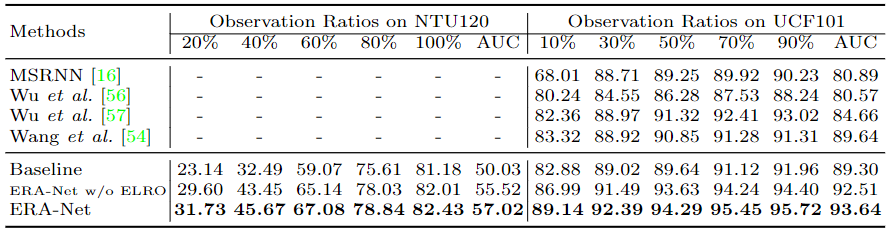 Methods Observation Ratios on NTU120 Observation Ratios on UCF101
20% 40% 60% 80% 100% AUC 10% 30% 50% 70% 90% AUC
MSRNN [16] - - - - - - 68.01 88.71 89.25 89.92 90.23 80.89
Wu et al. [56] - - - - - - 80.24 84.55 86.28 87.53 88.24 80.57
Wu et al. [57] - - - - - - 82.36 88.97 91.32 92.41 93.02 84.66
Wang et al. [54] - - - - - - 83.32 88.92 90.85 91.28 91.31 89.64
Baseline 23.14 32.49 59.07 75.61 81.18 50.03 82.88 89.02 89.64 91.12 91.96 89.30
ERA-Net w/o ELRO 29.60 43.45 65.14 78.03 82.01 55.52 86.99 91.49 93.63 94.24 94.40 92.51
ERA-Net 31.73 45.67 67.08 78.84 82.43 57.02 89.14 92.39 94.29 95.45 95.72 93.64